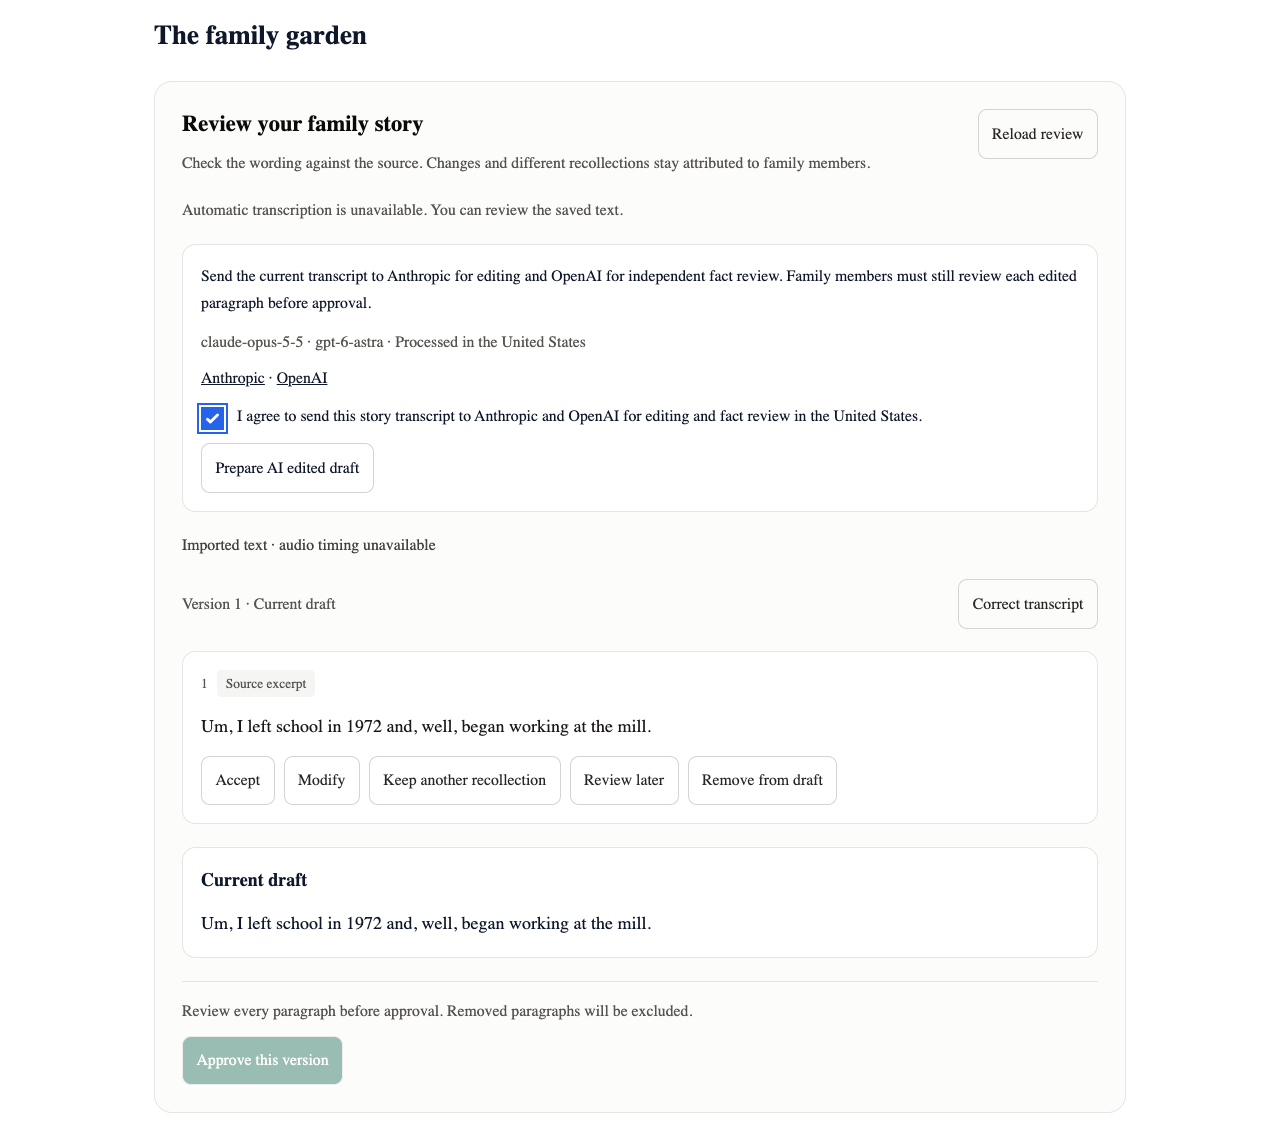 The family garden
Review your family story
Reload review
Check the wording against the source. Changes and different recollections stay attributed to family members.
Automatic transcription is unavailable. You can review the saved text.
Send the current transcript to Anthropic for editing and OpenAI for independent fact review. Family members must still review each edited
paragraph before approval.
claude-opus-5-5 · gpt-6-astra · Processed in the United States
Anthropic · OpenAI
I agree to send this story transcript to Anthropic and OpenAI for editing and fact review in the United States.
Prepare AI edited draft
Imported text · audio timing unavailable
Version 1 · Current draft
Correct transcript
1 Source excerpt
Um, I left school in 1972 and, well, began working at the mill.
Accept Modify Keep another recollection Review later Remove from draft
Current draft
Um, I left school in 1972 and, well, began working at the mill.
Review every paragraph before approval. Removed paragraphs will be excluded.
Approve this version